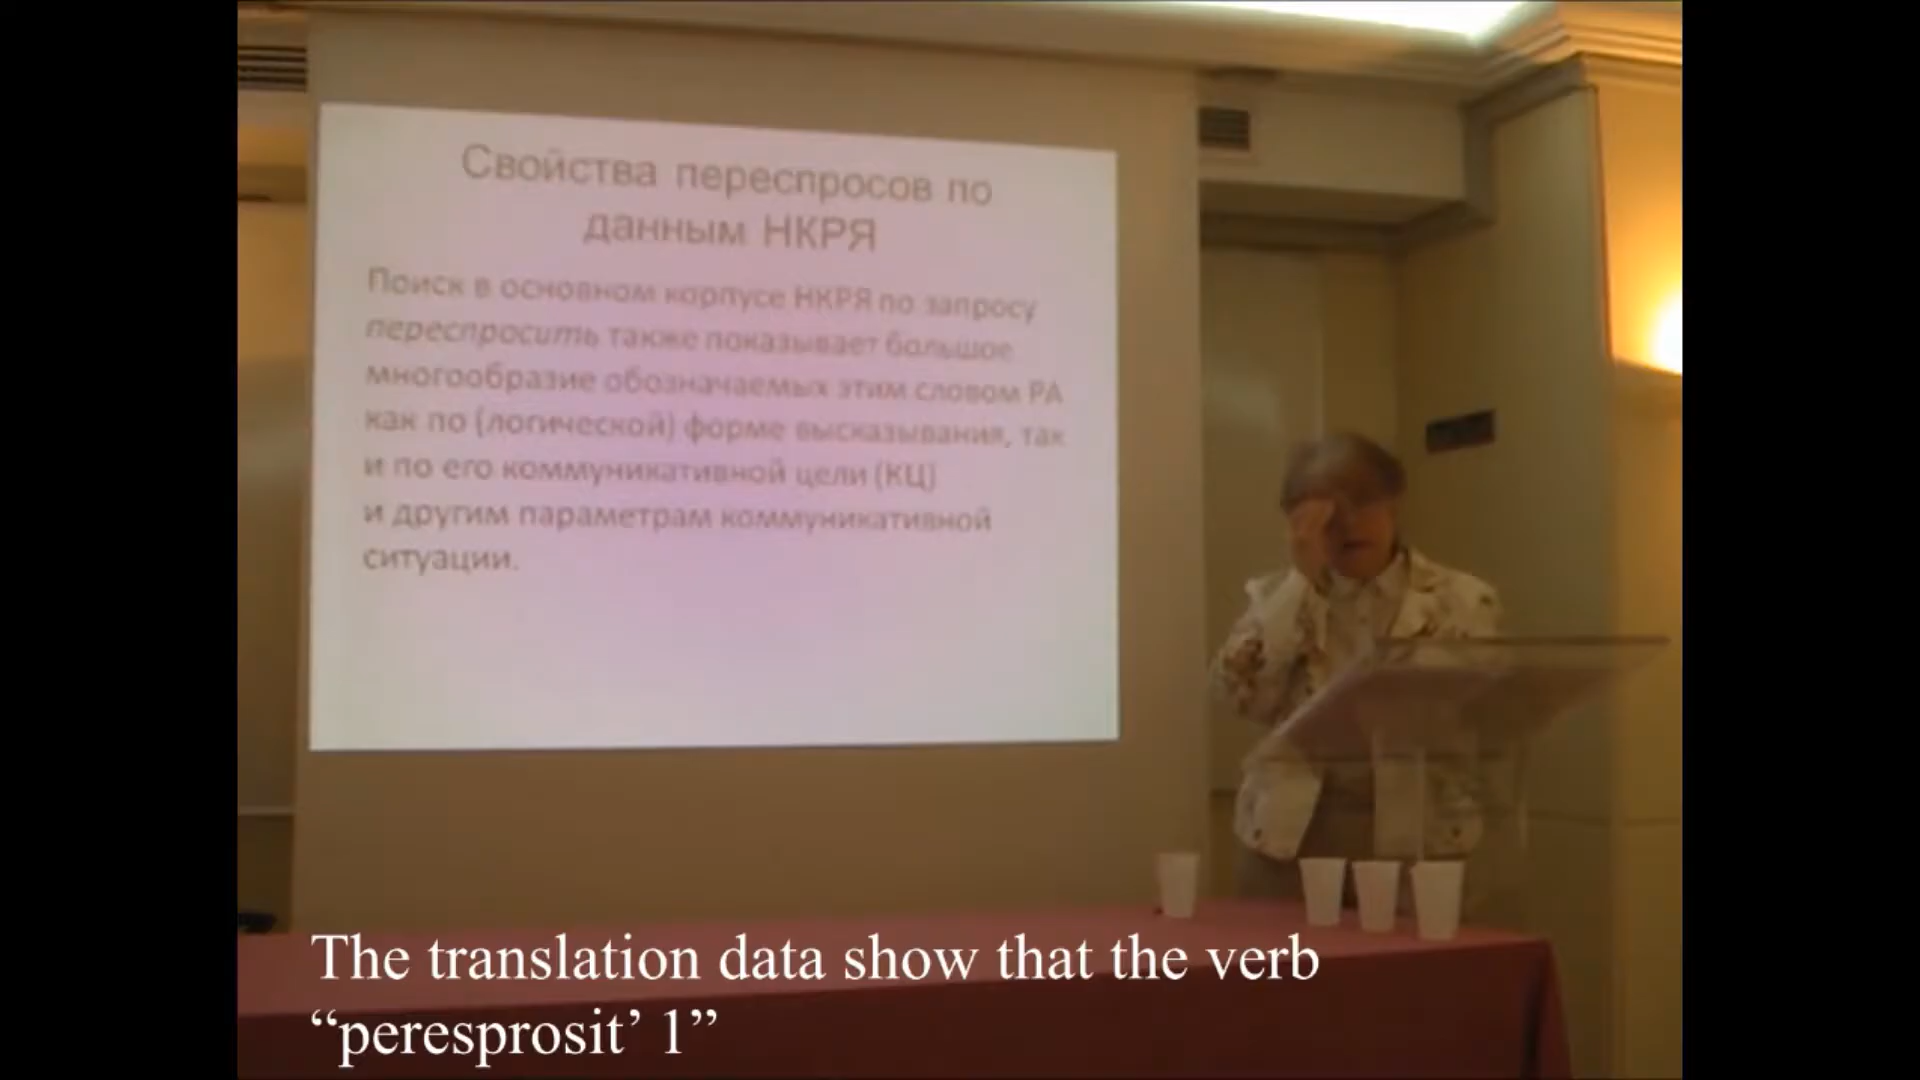 Свойства переспросов по
данным НКРЯ
Поиск в основном корпусе НКРЯ по запросу
переспросить также показывает большое
многообразие обозначаемых этим словом РА
как по (логической) форме высказывания, так
и по его коммуникативной цели (КЦ)
и другим параметрам коммуникативной
ситуации.
The translation data show that the verb
“peresprosit’ 1”